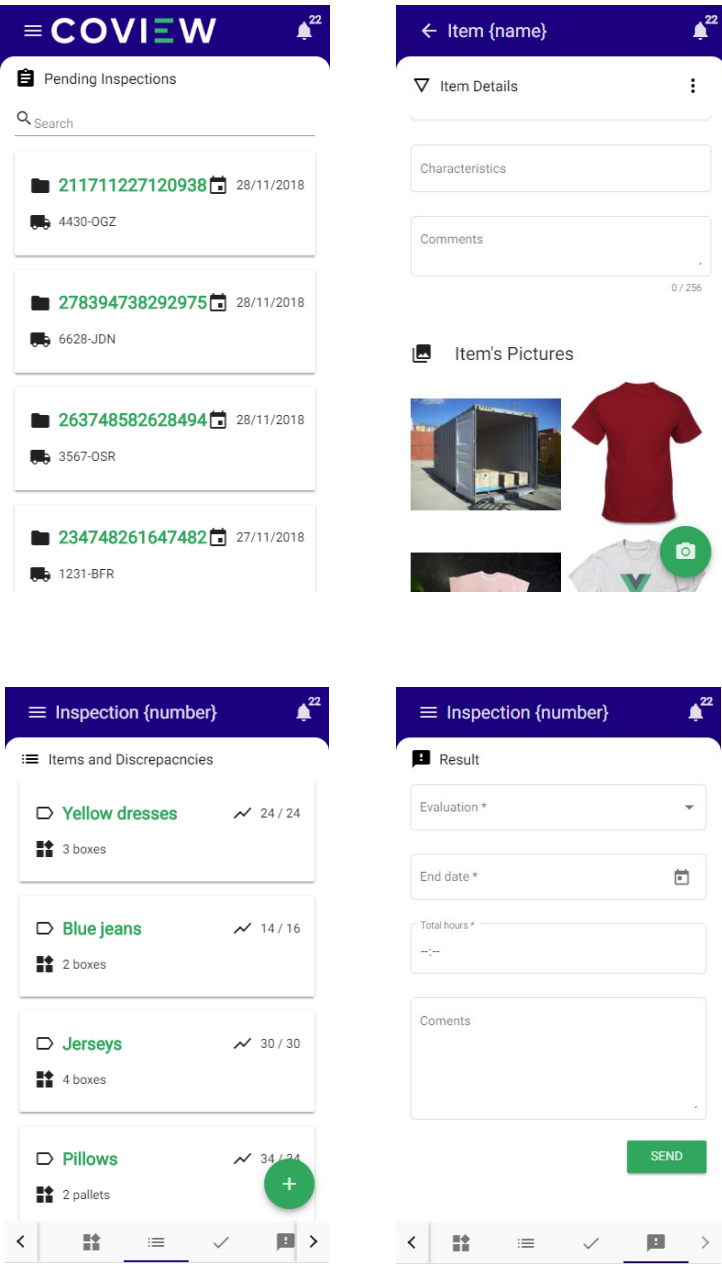 COVIEW
22
Pending Inspections
Search
211711227120938 28/11/2018
4430-OGZ
278394738292975 28/11/2018
6628-JDN
263748582628494 28/11/2018
3567-OSR
234748261647482 27/11/2018
1231-BFR
Item {name}
22
Item Details
Characteristics
Comments
0 / 256
Item's Pictures
Inspection {number}
22
Items and Discrepacncies
Yellow dresses 24 / 24
3 boxes
Blue jeans 14 / 16
2 boxes
Jerseys 30 / 30
4 boxes
Pillows 34 / 34
2 pallets
Inspection {number}
22
Result
Evaluation *
End date *
Total hours *
--:--
Coments
SEND